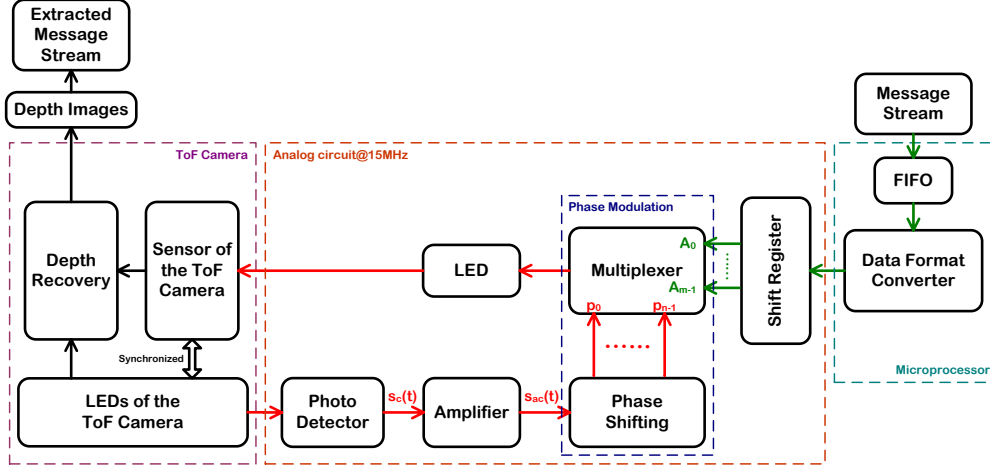 Extracted
Message
Stream
Depth Images
Message
Stream
ToF Camera
Analog circuit@15MHz
FIFO
Phase Modulation
Depth
Recovery
Sensor of
the ToF
Camera
LED
Multiplexer
A0
Am-1
p0
pn-1
Shift Register
Data Format
Converter
Synchronized
Microprocessor
LEDs of the
ToF Camera
Photo
Detector
sc(t)
Amplifier
sac(t)
Phase
Shifting